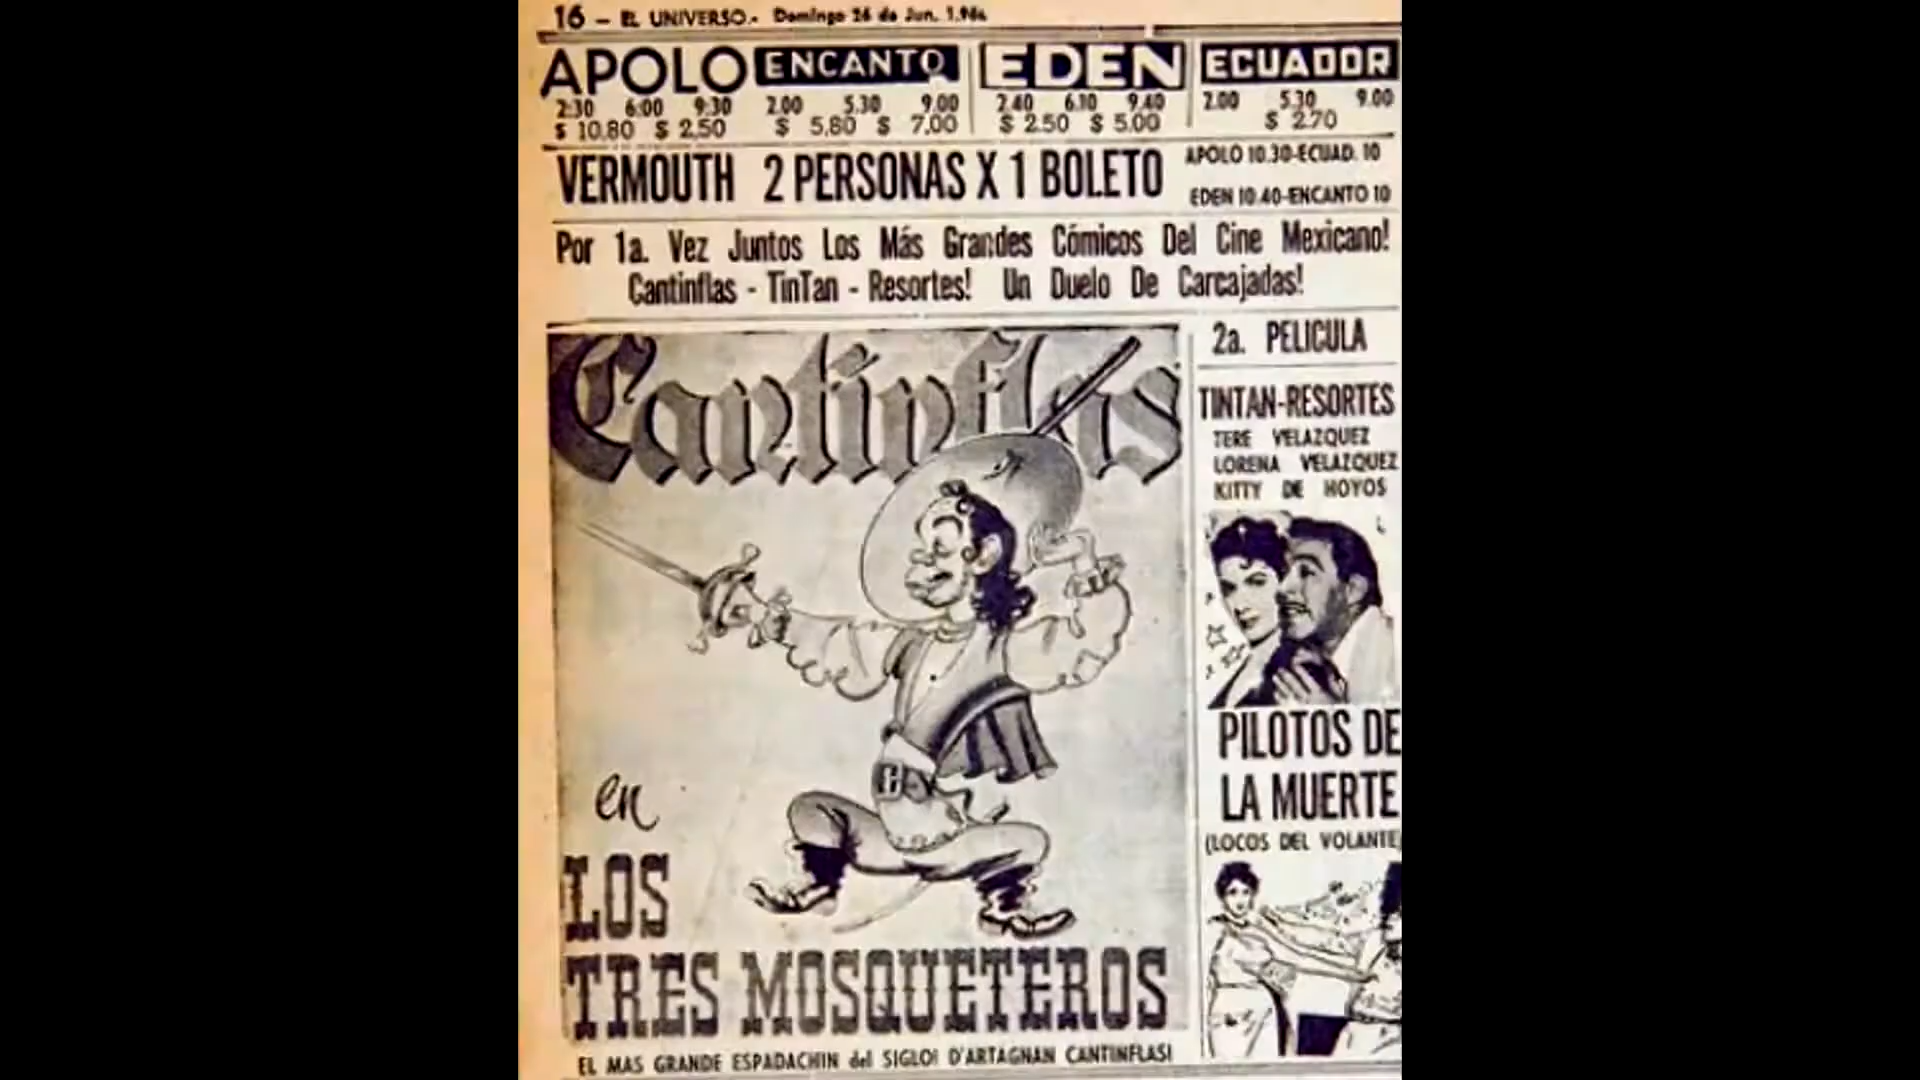 16 - EL UNIVERSO.- Domingo 26 de Jun. 1.96
APOLO ENCANTO EDEN ECUADOR
2:30 6:00 9:30 2.00 5.30 9.00 2.40 6.10 9.40 2.00 5.30 9.00
$ 10.80 $ 2.50 $ 5,80 $ 7,00 $ 2.50 $ 5.00 $ 2.70
VERMOUTH 2 PERSONAS X 1 BOLETO
APOLO 10.30-ECUAD. 10
EDEN 10.40-ENCANTO 10
Por 1a. Vez Juntos Los Más Grandes Cómicos Del Cine Mexicano!
Cantinflas - TinTan - Resortes! Un Duelo De Carcajadas!
Cantinflas
en
LOS
TRES MOSQUETEROS
EL MAS GRANDE ESPADACHIN del SIGLO! D'ARTAGNAN CANTINFLAS!
2a. PELICULA
TINTAN-RESORTES
TERE VELAZQUEZ
LORENA VELAZQUEZ
KITTY DE HOYOS
PILOTOS DE
LA MUERTE
(LOCOS DEL VOLANTE)